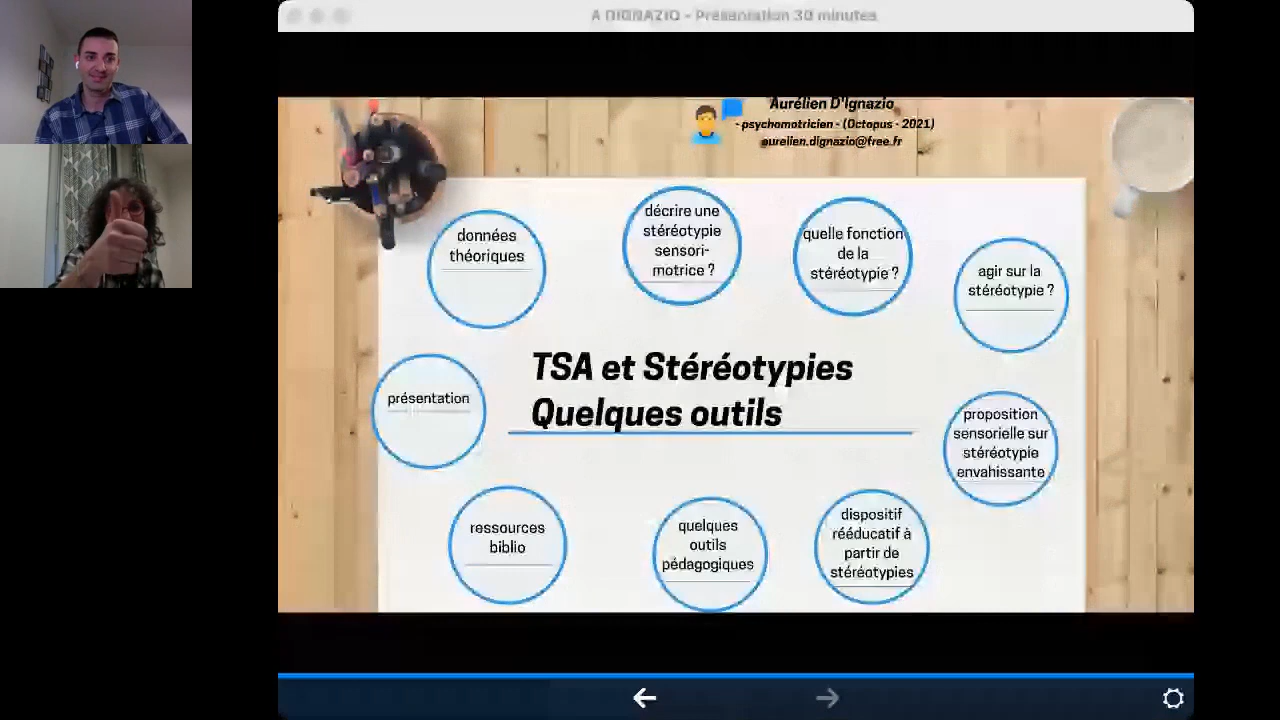 A DIGNAZIO - Présentation 30 minutes
Aurélien D'Ignazio
- psychomotricien - (Octopus - 2021)
aurelien.dignazio@free.fr
données
théoriques
décrire une
stéréotypie
sensori-
motrice ?
quelle fonction
de la
stéréotypie ?
agir sur la
stéréotypie ?
TSA et Stéréotypies
Quelques outils
présentation
proposition
sensorielle sur
stéréotypie
envahissante
ressources
biblio
quelques
outils
pédagogiques
dispositif
rééducatif à
partir de
stéréotypies